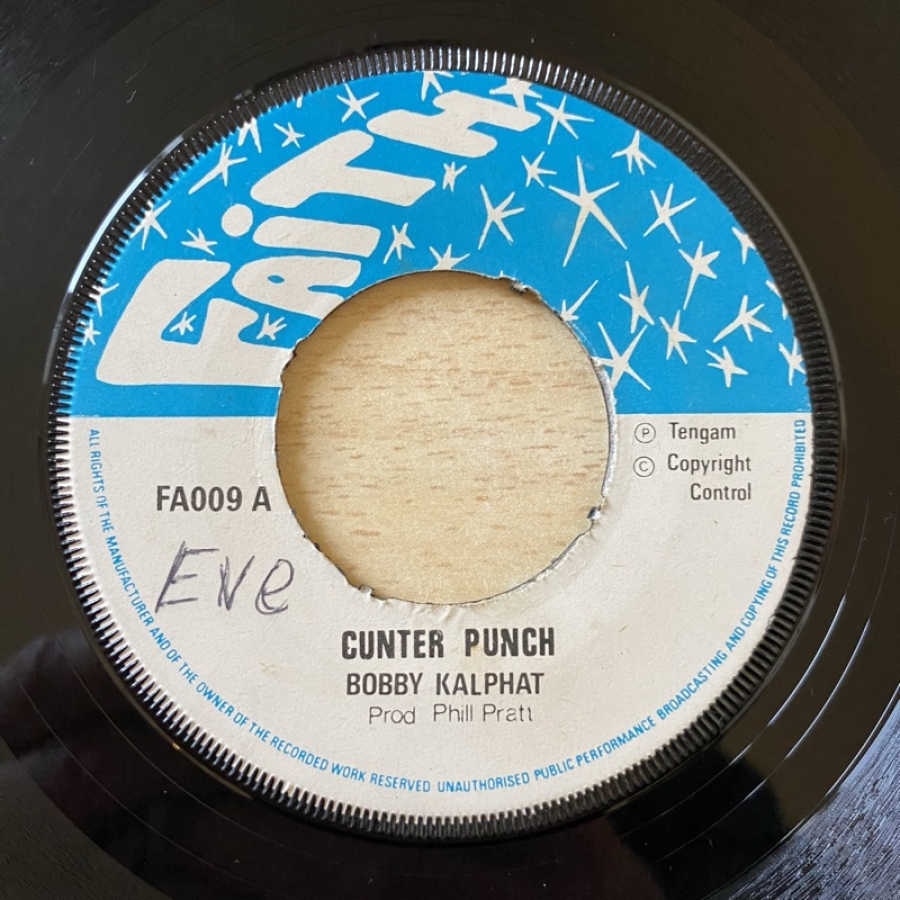 FAITH
Ⓟ Tengam
© Copyright
Control
FA009 A
Eve
CUNTER PUNCH
BOBBY KALPHAT
Prod Phill Pratt
ALL RIGHTS OF THE MANUFACTURER AND OF THE OWNER OF THE RECORDED WORK RESERVED UNAUTHORISED PUBLIC PERFORMANCE BROADCASTING AND COPYING OF THIS RECORD PROHIBITED